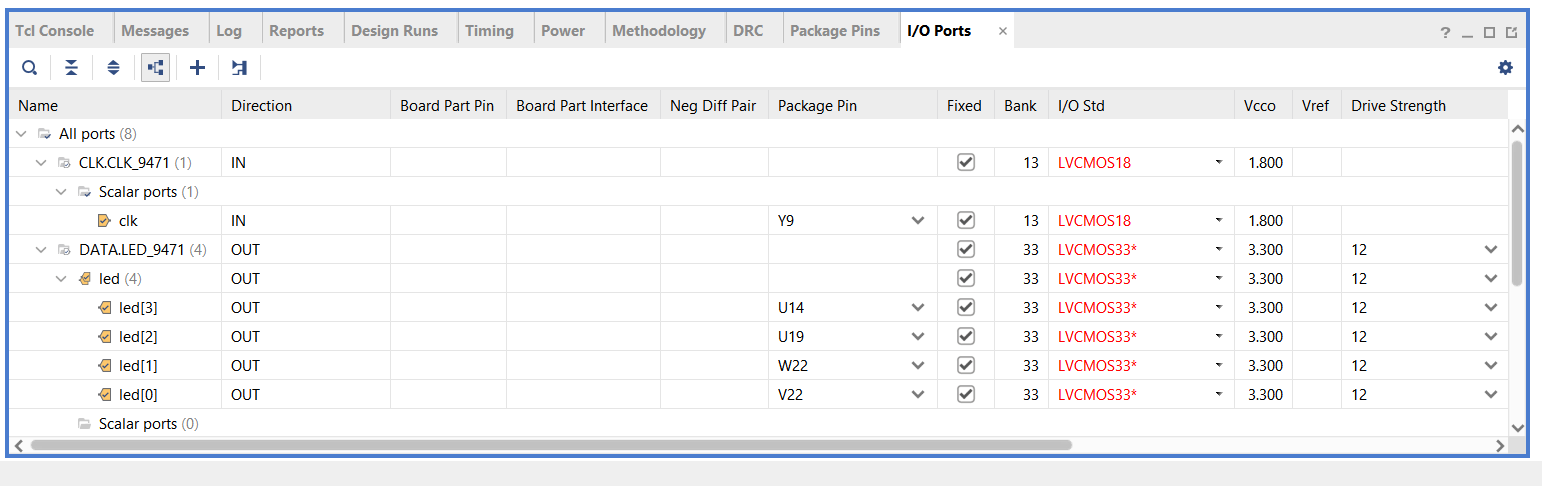 Tcl Console Messages Log Reports Design Runs Timing Power Methodology DRC Package Pins I/O Ports × ?
Name Direction Board Part Pin Board Part Interface Neg Diff Pair Package Pin Fixed Bank I/O Std Vcco Vref Drive Strength
All ports (8)
CLK.CLK_9471 (1) IN 13 LVCMOS18 1.800
Scalar ports (1)
clk IN Y9 13 LVCMOS18 1.800
DATA.LED_9471 (4) OUT 33 LVCMOS33* 3.300 12
led (4) OUT 33 LVCMOS33* 3.300 12
led[3] OUT U14 33 LVCMOS33* 3.300 12
led[2] OUT U19 33 LVCMOS33* 3.300 12
led[1] OUT W22 33 LVCMOS33* 3.300 12
led[0] OUT V22 33 LVCMOS33* 3.300 12
Scalar ports (0)